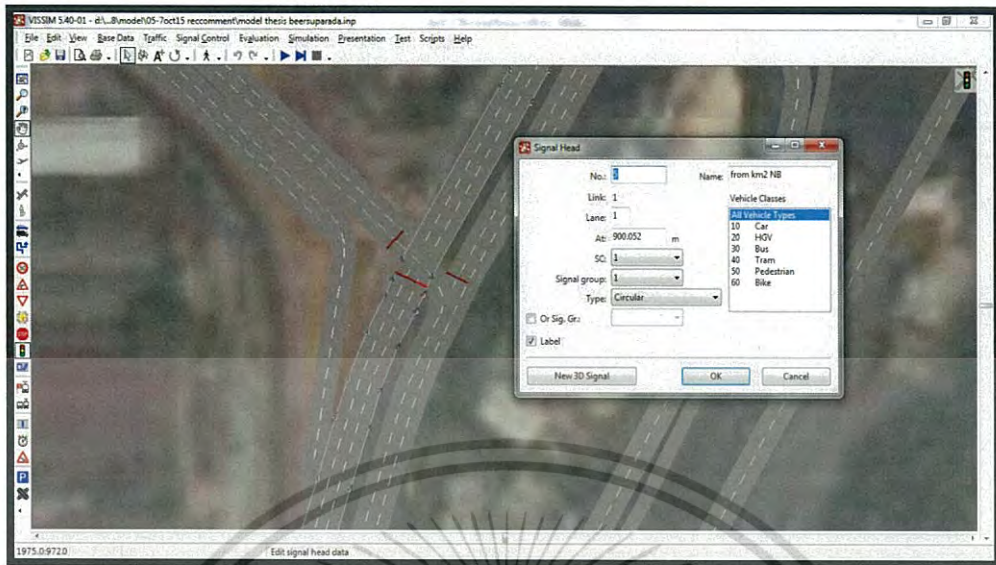 VISSIM 5.40-01 - d:\...8\model\05-7oct15 reccomment\model thesis beersuparada.inp
File Edit View Base Data Traffic Signal Control Evaluation Simulation Presentation Test Scripts Help
Signal Head
No.:
Name: from km2 NB
Link: 1
Vehicle Classes
Lane: 1
All Vehicle Types
10 Car
At: 900.052 m
20 HGV
30 Bus
SC: 1
40 Tram
50 Pedestrian
Signal group: 1
60 Bike
Type: Circular
Or Sig. Gr.:
Label
New 3D Signal
OK
Cancel
1975.0:972.0
Edit signal head data